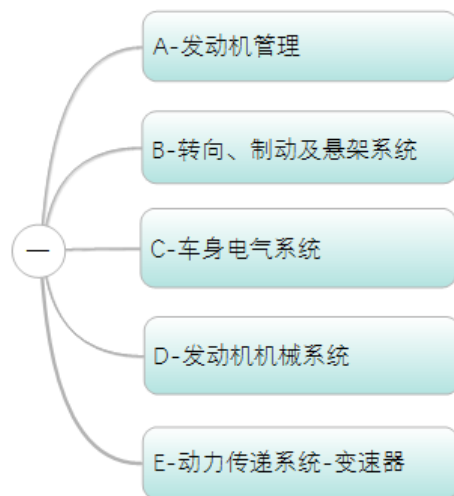 A-发动机管理
B-转向、制动及悬架系统
C-车身电气系统
D-发动机机械系统
E-动力传递系统-变速器